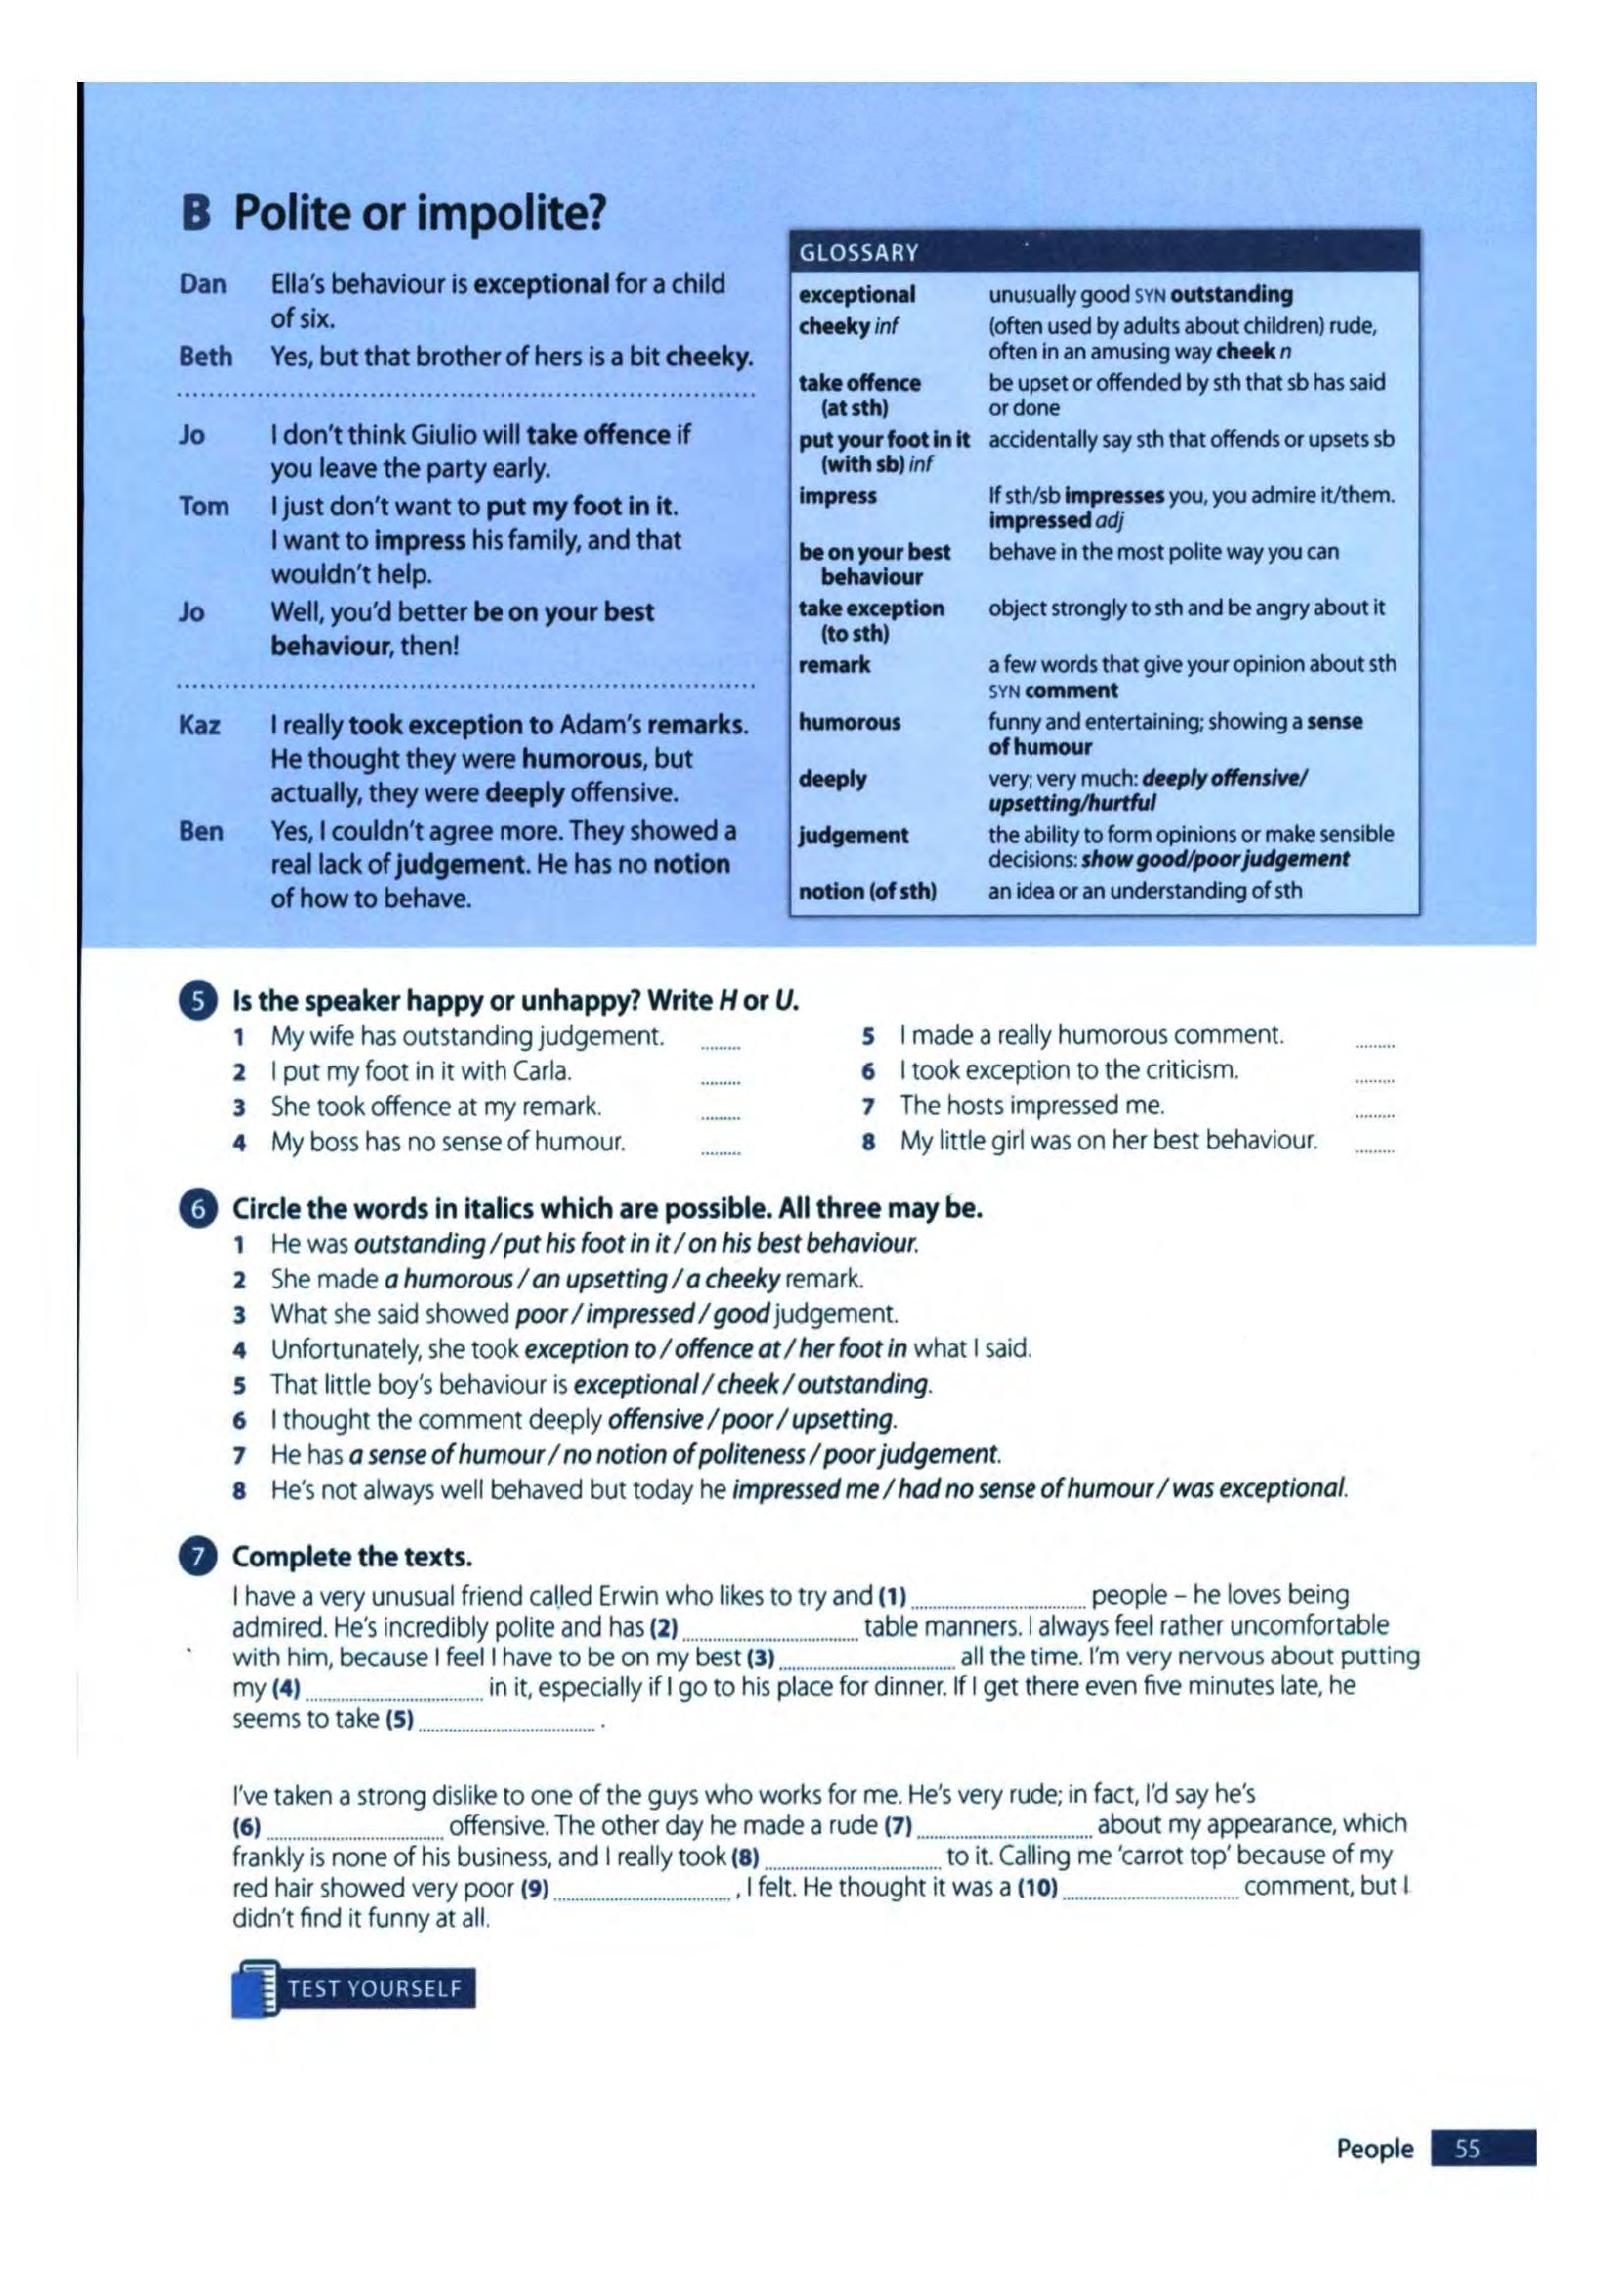 B Polite or impolite?
Dan Ella's behaviour is exceptional for a child
of six.
Beth Yes, but that brother of hers is a bit cheeky.
Jo I don't think Giulio will take offence if
you leave the party early.
Tom I just don't want to put my foot in it.
I want to impress his family, and that
wouldn't help.
Jo Well, you'd better be on your best
behaviour, then!
Kaz I really took exception to Adam's remarks.
He thought they were humorous, but
actually, they were deeply offensive.
Ben Yes, I couldn't agree more. They showed a
real lack of judgement. He has no notion
of how to behave.
GLOSSARY
exceptional unusually good SYN outstanding
cheeky inf (often used by adults about children) rude,
often in an amusing way cheek n
take offence be upset or offended by sth that sb has said
(at sth) or done
put your foot in it accidentally say sth that offends or upsets sb
(with sb) inf
impress If sth/sb impresses you, you admire it/them.
impressed adj
be on your best behave in the most polite way you can
behaviour
take exception object strongly to sth and be angry about it
(to sth)
remark a few words that give your opinion about sth
SYN comment
humorous funny and entertaining; showing a sense
of humour
deeply very; very much: deeply offensive/
upsetting/hurtful
judgement the ability to form opinions or make sensible
decisions: show good/poor judgement
notion (of sth) an idea or an understanding of sth
5 Is the speaker happy or unhappy? Write H or U.
1 My wife has outstanding judgement. ........
2 I put my foot in it with Carla. ........
3 She took offence at my remark. ........
4 My boss has no sense of humour. ........
5 I made a really humorous comment. ........
6 I took exception to the criticism. ........
7 The hosts impressed me. ........
8 My little girl was on her best behaviour. ........
6 Circle the words in italics which are possible. All three may be.
1 He was outstanding / put his foot in it / on his best behaviour.
2 She made a humorous / an upsetting / a cheeky remark.
3 What she said showed poor / impressed / good judgement.
4 Unfortunately, she took exception to / offence at / her foot in what I said.
5 That little boy's behaviour is exceptional / cheek / outstanding.
6 I thought the comment deeply offensive / poor / upsetting.
7 He has a sense of humour / no notion of politeness / poor judgement.
8 He's not always well behaved but today he impressed me / had no sense of humour / was exceptional.
7 Complete the texts.
I have a very unusual friend called Erwin who likes to try and (1) ........ people – he loves being
admired. He's incredibly polite and has (2) ........ table manners. I always feel rather uncomfortable
with him, because I feel I have to be on my best (3) ........ all the time. I'm very nervous about putting
my (4) ........ in it, especially if I go to his place for dinner. If I get there even five minutes late, he
seems to take (5) ........ .
I've taken a strong dislike to one of the guys who works for me. He's very rude; in fact, I'd say he's
(6) ........ offensive. The other day he made a rude (7) ........ about my appearance, which
frankly is none of his business, and I really took (8) ........ to it. Calling me 'carrot top' because of my
red hair showed very poor (9) ........ , I felt. He thought it was a (10) ........ comment, but I
didn't find it funny at all.
TEST YOURSELF
People 55